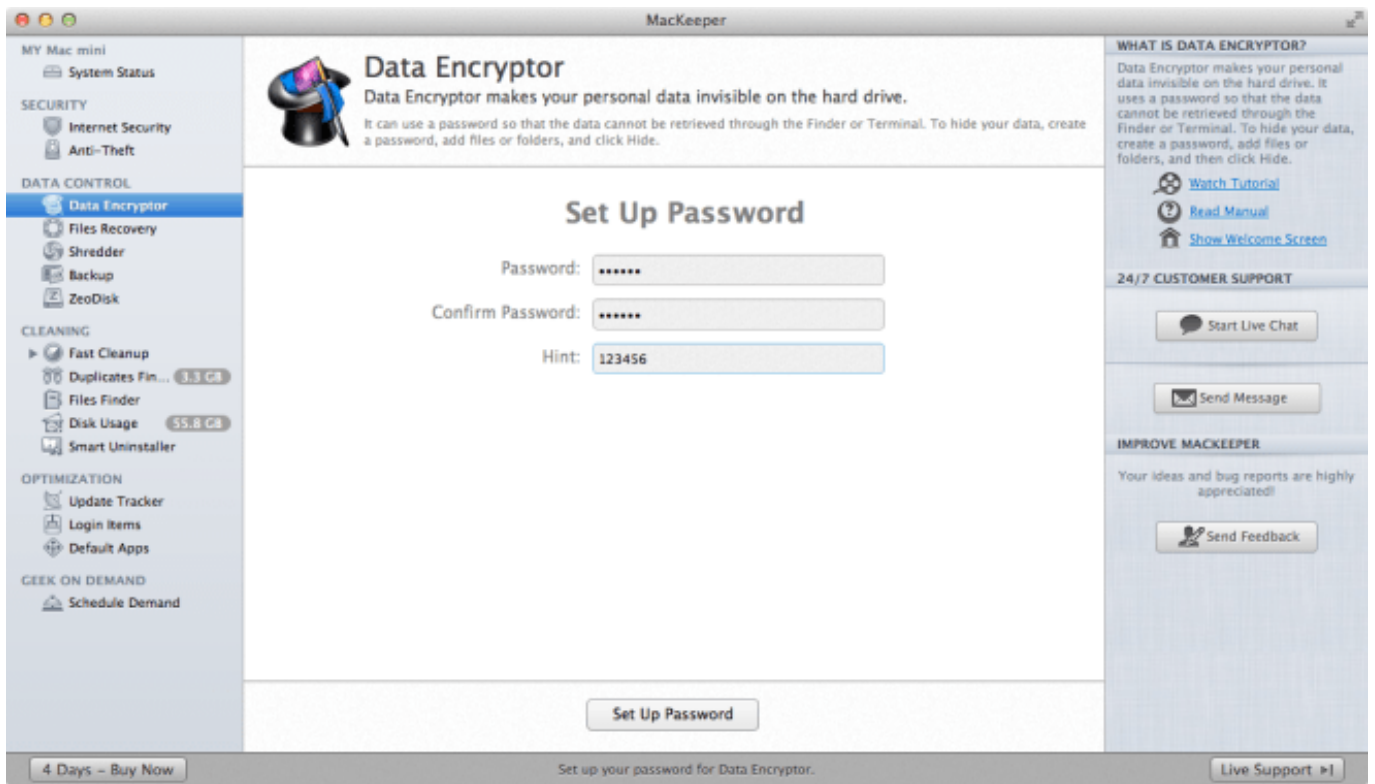 MacKeeper
MY Mac mini
System Status
SECURITY
Internet Security
Anti-Theft
DATA CONTROL
Data Encryptor
Files Recovery
Shredder
Backup
ZeoDisk
CLEANING
Fast Cleanup
Duplicates Fin... 3.3 GB
Files Finder
Disk Usage 55.8 GB
Smart Uninstaller
OPTIMIZATION
Update Tracker
Login Items
Default Apps
GEEK ON DEMAND
Schedule Demand
4 Days - Buy Now
Data Encryptor
Data Encryptor makes your personal data invisible on the hard drive.
It can use a password so that the data cannot be retrieved through the Finder or Terminal. To hide your data, create
a password, add files or folders, and click Hide.
Set Up Password
Password: ••••••
Confirm Password: ••••••
Hint: 123456
Set Up Password
Set up your password for Data Encryptor.
WHAT IS DATA ENCRYPTOR?
Data Encryptor makes your personal
data invisible on the hard drive. It
uses a password so that the data
cannot be retrieved through the
Finder or Terminal. To hide your data,
create a password, add files or
folders, and then click Hide.
Watch Tutorial
Read Manual
Show Welcome Screen
24/7 CUSTOMER SUPPORT
Start Live Chat
Send Message
IMPROVE MACKEEPER
Your ideas and bug reports are highly
appreciated!
Send Feedback
Live Support